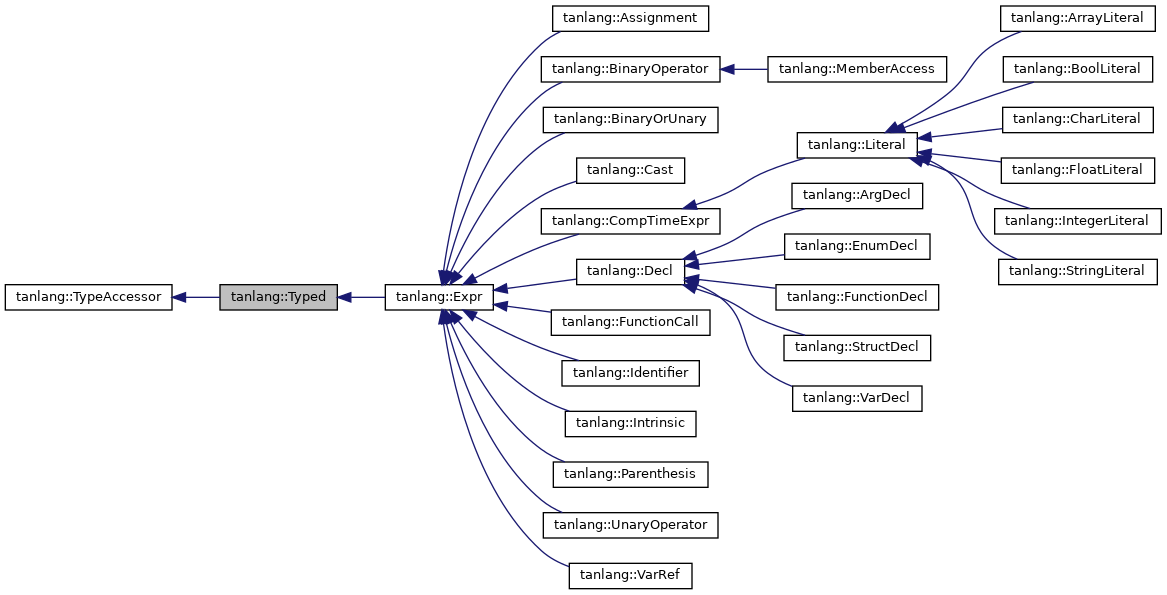 tanlang::Assignment
tanlang::ArrayLiteral
tanlang::BinaryOperator
tanlang::MemberAccess
tanlang::BoolLiteral
tanlang::BinaryOrUnary
tanlang::CharLiteral
tanlang::Literal
tanlang::Cast
tanlang::FloatLiteral
tanlang::ArgDecl
tanlang::CompTimeExpr
tanlang::IntegerLiteral
tanlang::EnumDecl
tanlang::Decl
tanlang::StringLiteral
tanlang::TypeAccessor
tanlang::Typed
tanlang::Expr
tanlang::FunctionDecl
tanlang::FunctionCall
tanlang::StructDecl
tanlang::Identifier
tanlang::VarDecl
tanlang::Intrinsic
tanlang::Parenthesis
tanlang::UnaryOperator
tanlang::VarRef